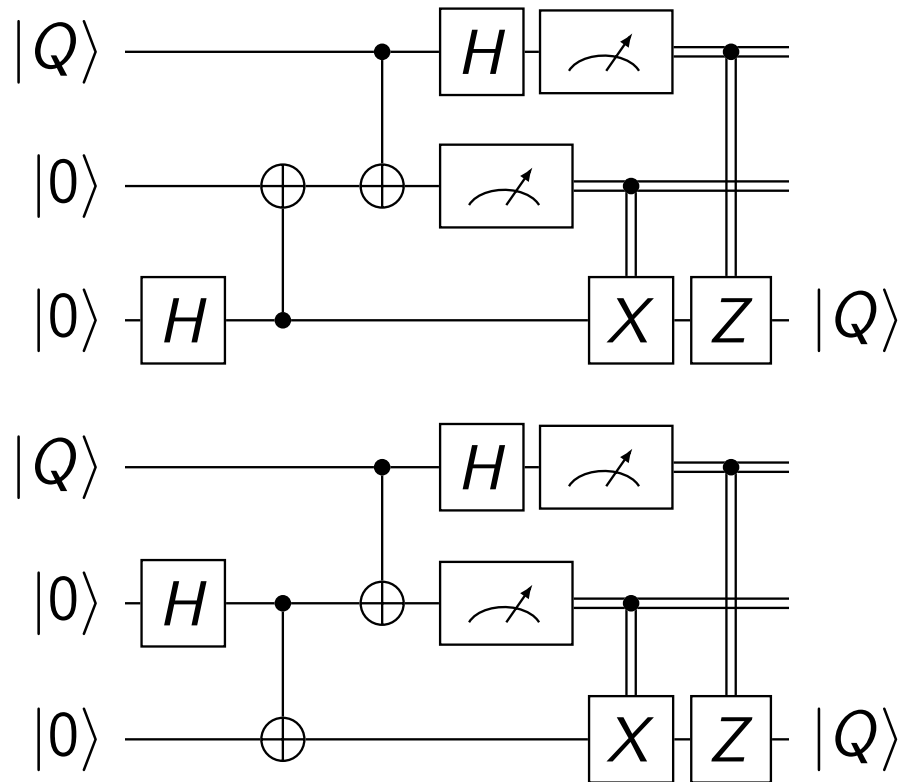 |Q⟩ H
|0⟩
|0⟩ H X Z |Q⟩
|Q⟩ H
|0⟩ H
|0⟩ X Z |Q⟩